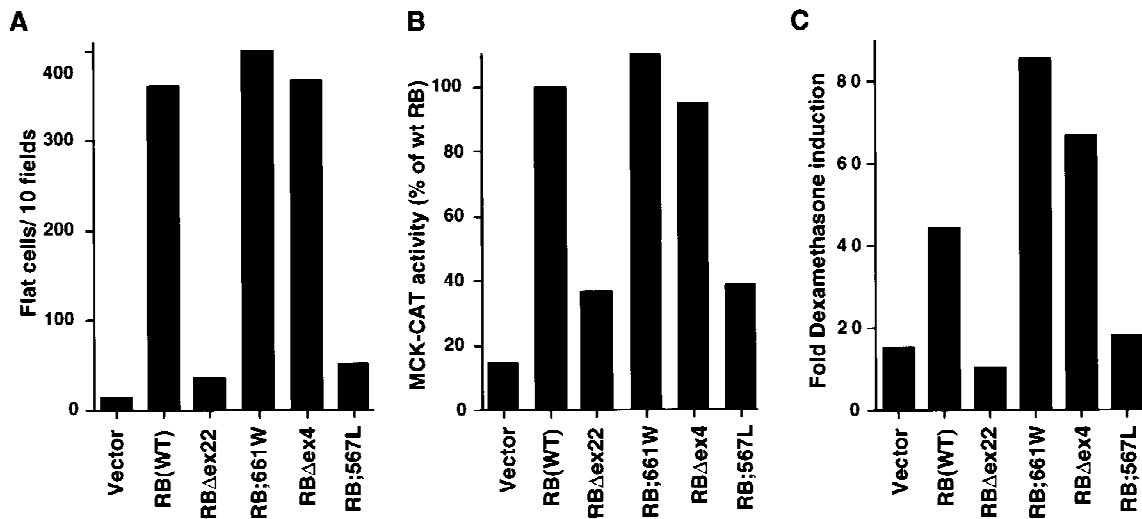 A
Flat cells/ 10 fields
400
300
200
100
0
Vector
RB(WT)
RBΔex22
RB;661W
RBΔex4
RB;567L
B
MCK-CAT activity (% of wt RB)
100
80
60
40
20
0
Vector
RB(WT)
RBΔex22
RB;661W
RBΔex4
RB;567L
C
Fold Dexamethasone induction
80
60
40
20
0
Vector
RB(WT)
RBΔex22
RB;661W
RBΔex4
RB;567L